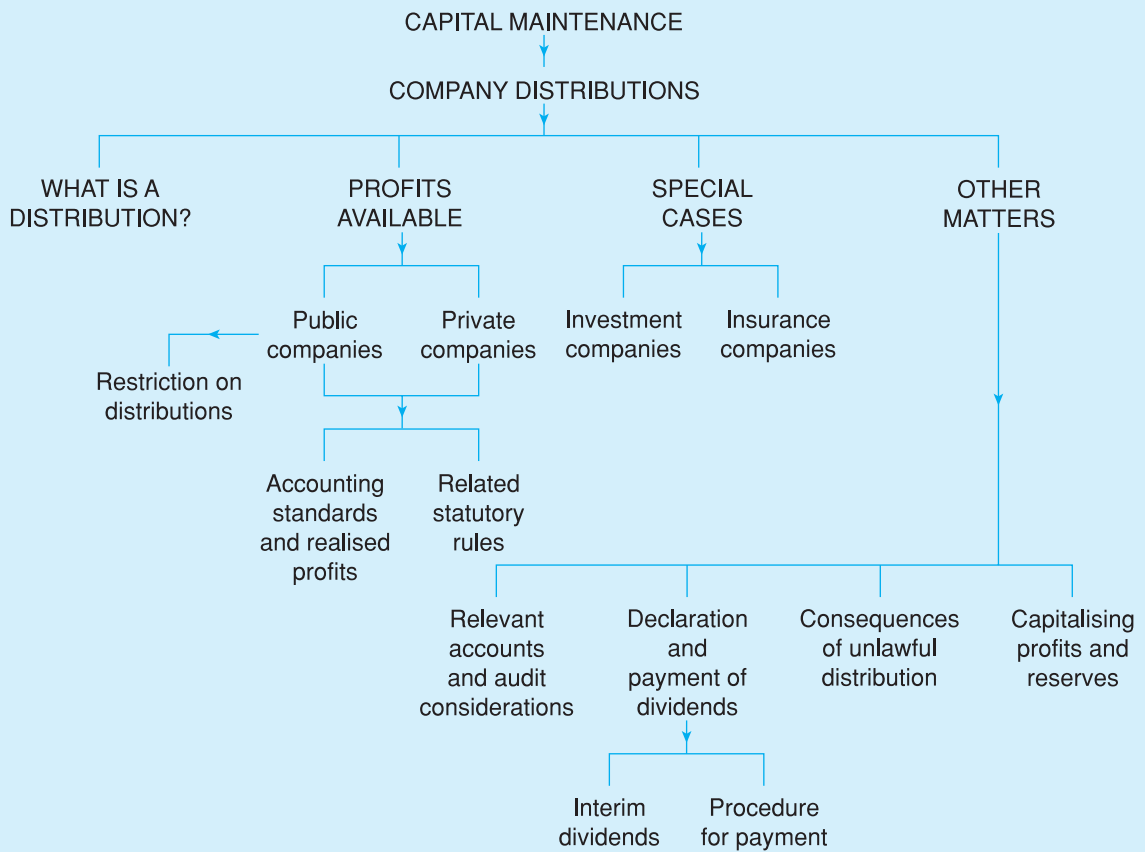 CAPITAL MAINTENANCE
COMPANY DISTRIBUTIONS
WHAT IS A
DISTRIBUTION?
PROFITS
AVAILABLE
SPECIAL
CASES
OTHER
MATTERS
Public
companies
Private
companies
Investment
companies
Insurance
companies
Restriction on
distributions
Accounting
standards
and realised
profits
Related
statutory
rules
Relevant
accounts
and audit
considerations
Declaration
and
payment of
dividends
Consequences
of unlawful
distribution
Capitalising
profits and
reserves
Interim
dividends
Procedure
for payment